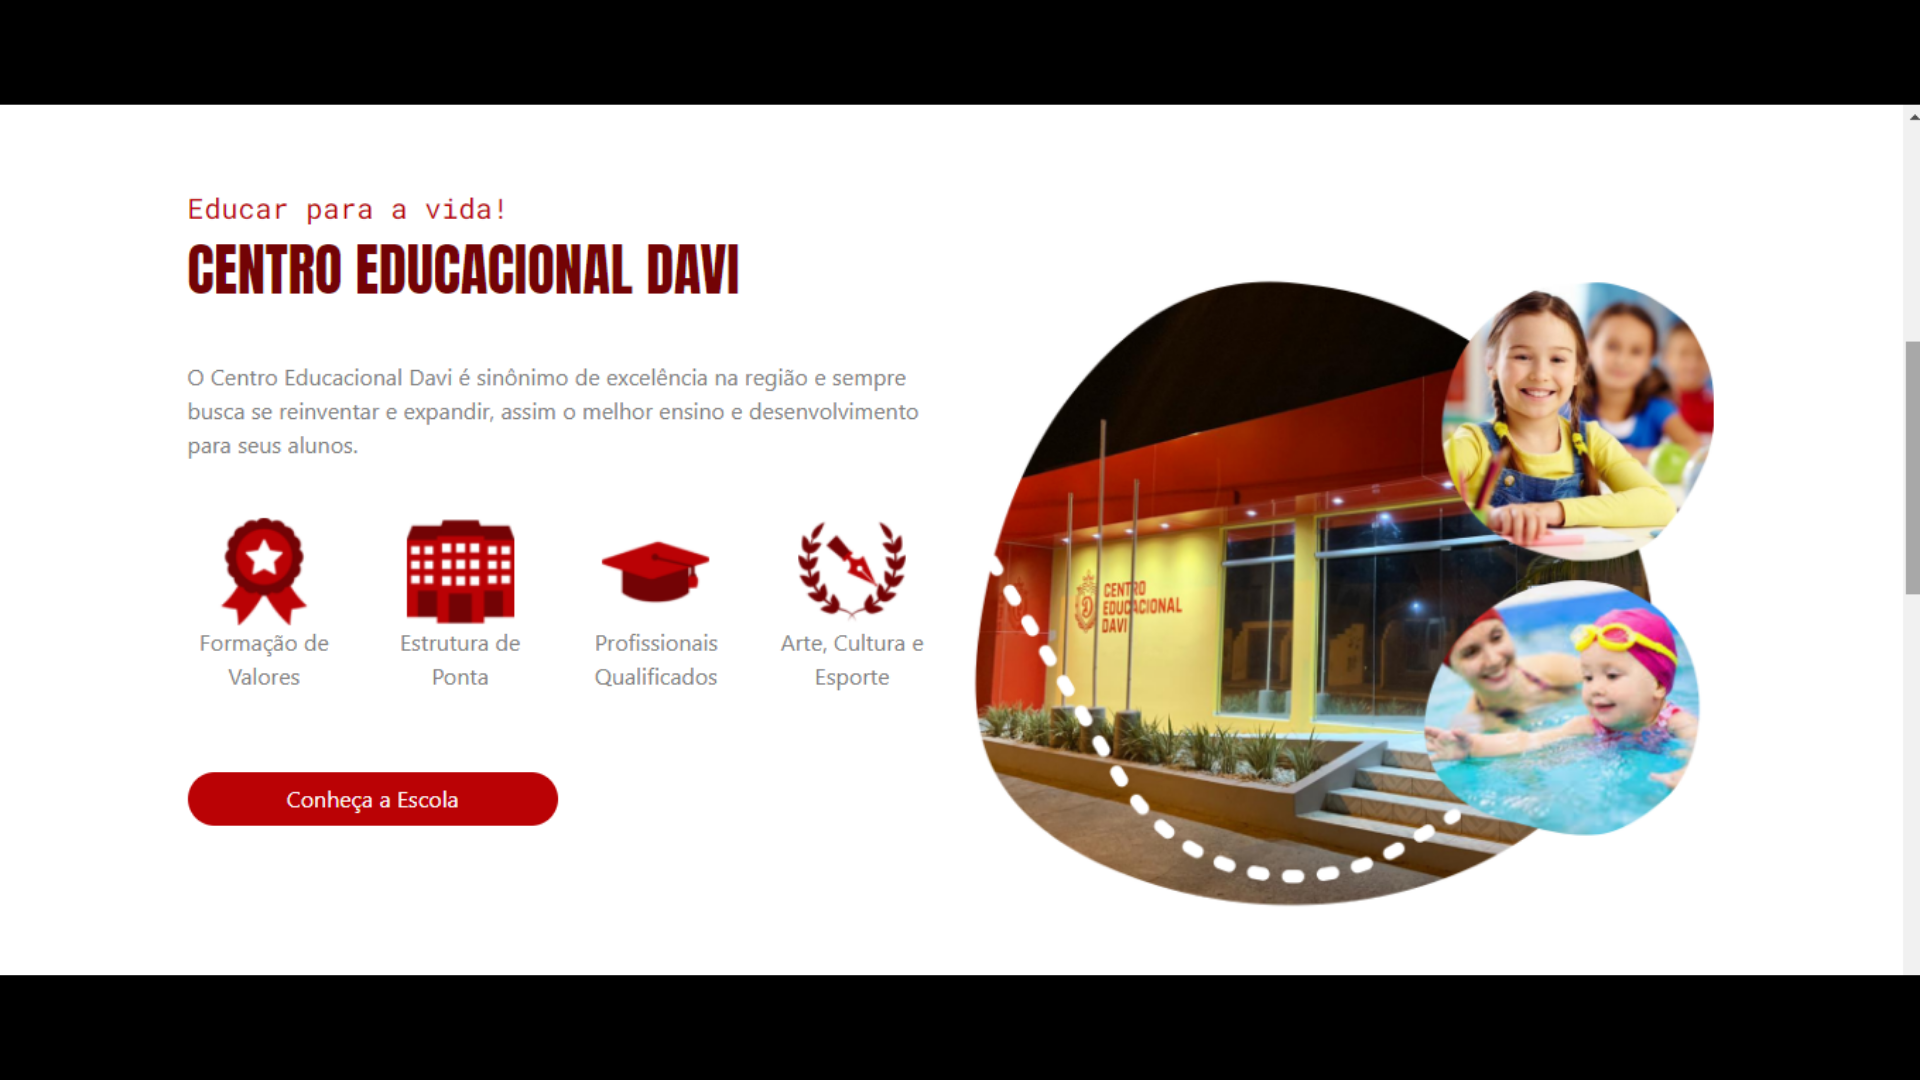 Educar para a vida!
CENTRO EDUCACIONAL DAVI
O Centro Educacional Davi é sinônimo de excelência na região e sempre
busca se reinventar e expandir, assim o melhor ensino e desenvolvimento
para seus alunos.
Formação de
Valores
Estrutura de
Ponta
Profissionais
Qualificados
Arte, Cultura e
Esporte
Conheça a Escola
CENTRO
EDUCACIONAL
DAVI